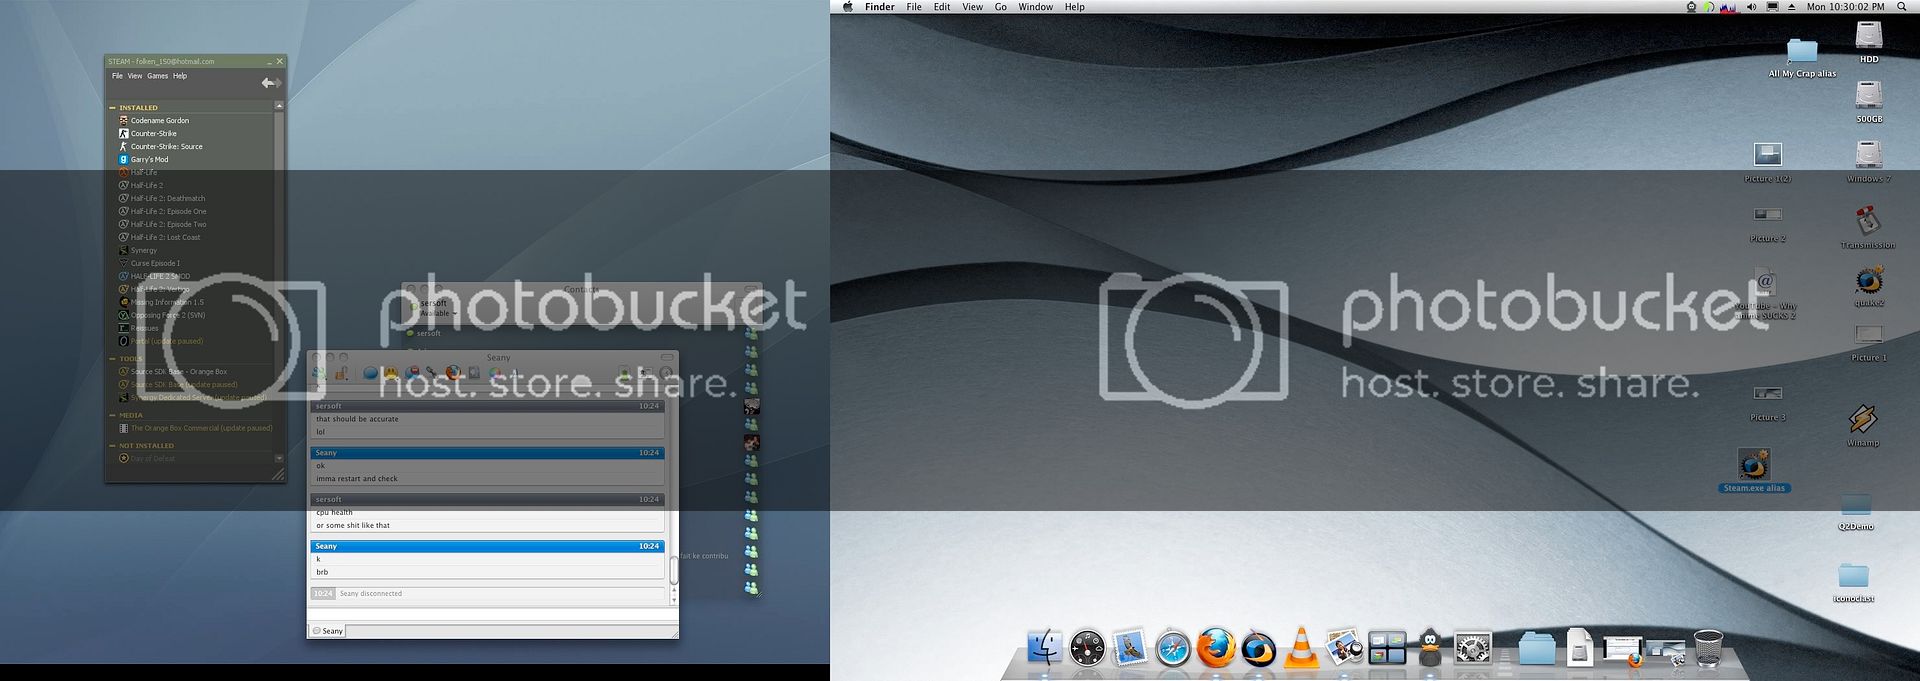 STEAM - folken_150@hotmail.com
File View Games Help
INSTALLED
Codename Gordon
Counter-Strike
Counter-Strike: Source
Garry's Mod
Half-Life
Half-Life 2
Half-Life 2: Deathmatch
Half-Life 2: Episode One
Half-Life 2: Episode Two
Half-Life 2: Lost Coast
Synergy
Curse Episode I
HALF-LIFE 2 SMOD
Half-Life 2: Vertigo
Missing Information 1.5
Opposing Force 2 (SVN)
Reissues
Portal (update paused)
TOOLS
Source SDK Base - Orange Box
Source SDK Base (update paused)
Synergy Dedicated Server (update paused)
MEDIA
The Orange Box Commercial (update paused)
NOT INSTALLED
Day of Defeat
Contacts
sersoft
Available
sersoft
fait ke contribu
Seany
sersoft 10:24
that should be accurate
lol
Seany 10:24
ok
imma restart and check
sersoft 10:24
cpu health
or some shit like that
Seany 10:24
k
brb
10:24 Seany disconnected
Seany
photobucket
host. store. share.
Finder File Edit View Go Window Help
Mon 10:30:02 PM
All My Crap alias
HDD
500GB
Picture 1(2)
Windows 7
Picture 2
Transmission
YouTube - Why
anime SUCKS 2
quake2
Picture 1
Picture 3
Winamp
Steam.exe alias
Q2Demo
iconoclast
photobucket
host. store. share.